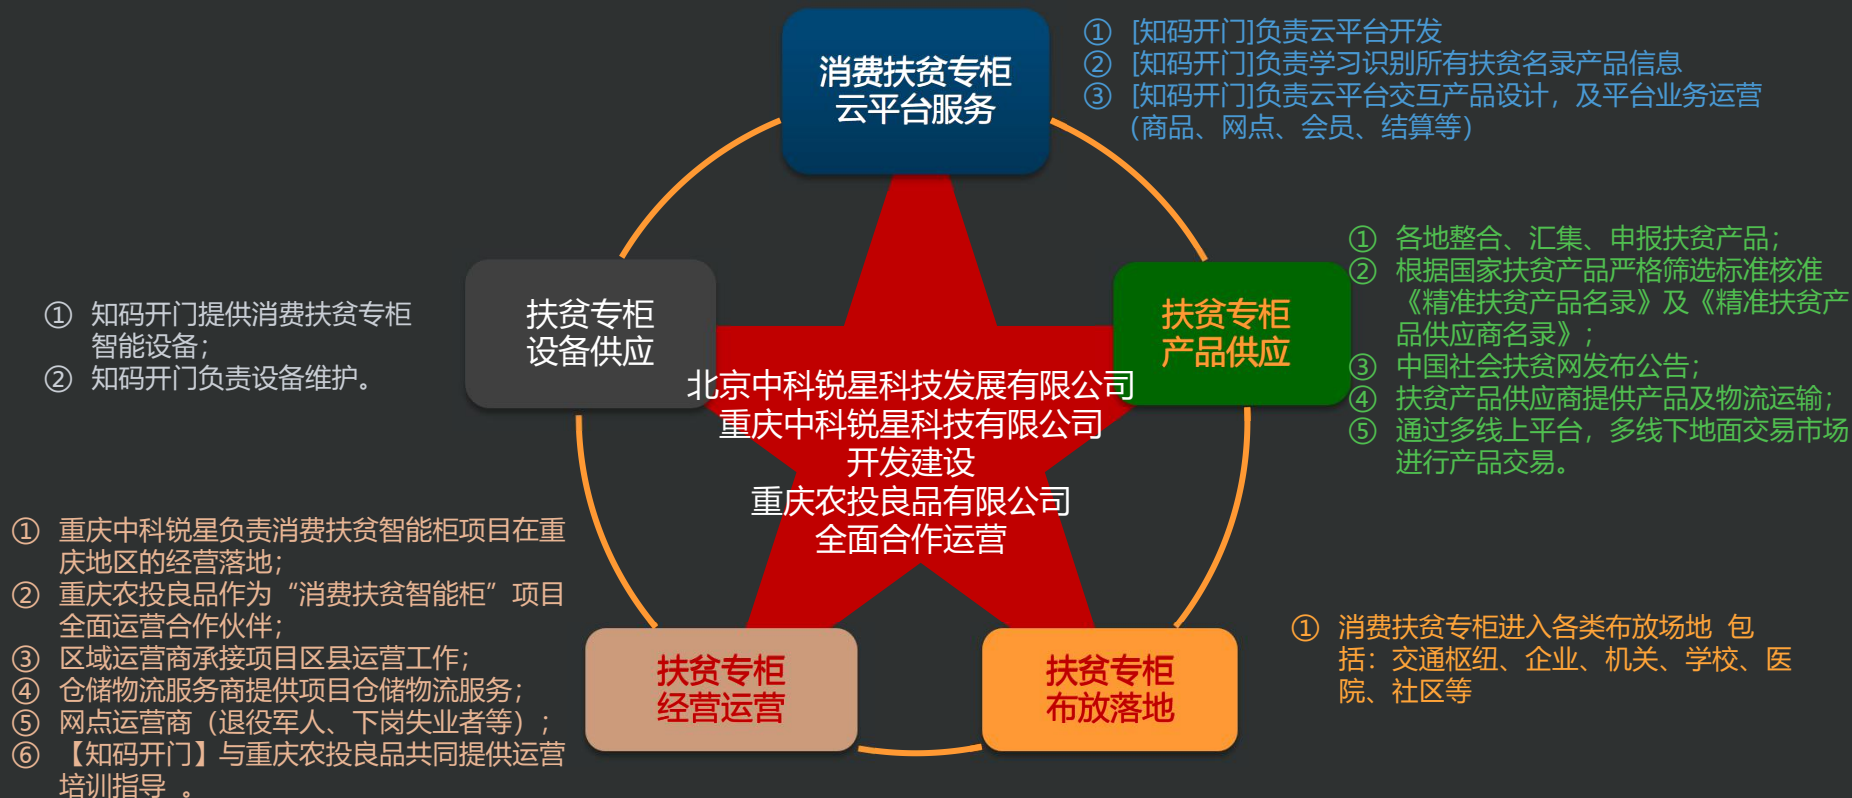 消费扶贫专柜
云平台服务
① [知码开门]负责云平台开发
② [知码开门]负责学习识别所有扶贫名录产品信息
③ [知码开门]负责云平台交互产品设计，及平台业务运营
(商品、网点、会员、结算等)
扶贫专柜
产品供应
① 各地整合、汇集、申报扶贫产品；
② 根据国家扶贫产品严格筛选标准核准
《精准扶贫产品名录》及《精准扶贫产
品供应商名录》；
③ 中国社会扶贫网发布公告；
④ 扶贫产品供应商提供产品及物流运输；
⑤ 通过多线上平台，多线下地面交易市场
进行产品交易。
扶贫专柜
设备供应
① 知码开门提供消费扶贫专柜
智能设备；
② 知码开门负责设备维护。
北京中科锐星科技发展有限公司
重庆中科锐星科技有限公司
开发建设
重庆农投良品有限公司
全面合作运营
① 重庆中科锐星负责消费扶贫智能柜项目在重
庆地区的经营落地；
② 重庆农投良品作为“消费扶贫智能柜”项目
全面运营合作伙伴；
③ 区域运营商承接项目区县运营工作；
④ 仓储物流服务商提供项目仓储物流服务；
⑤ 网点运营商（退役军人、下岗失业者等）；
⑥ 【知码开门】与重庆农投良品共同提供运营
培训指导 。
扶贫专柜
经营运营
扶贫专柜
布放落地
① 消费扶贫专柜进入各类布放场地 包
括：交通枢纽、企业、机关、学校、医
院、社区等